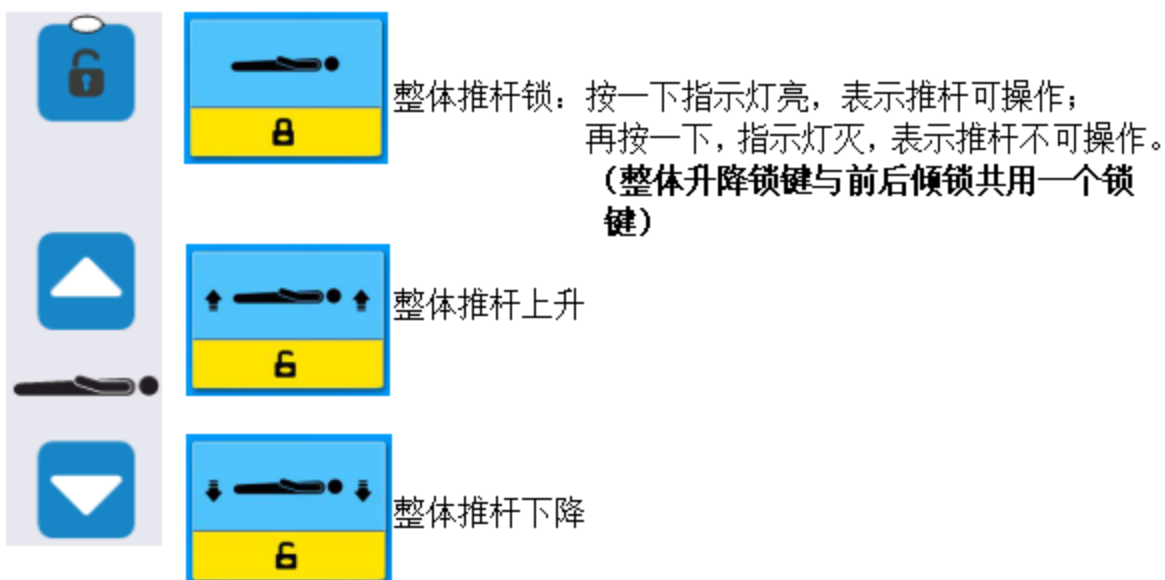 整体推杆锁：按一下指示灯亮，表示推杆可操作；
再按一下，指示灯灭，表示推杆不可操作。
（整体升降锁键与前后倾锁共用一个锁
键）
整体推杆上升
整体推杆下降